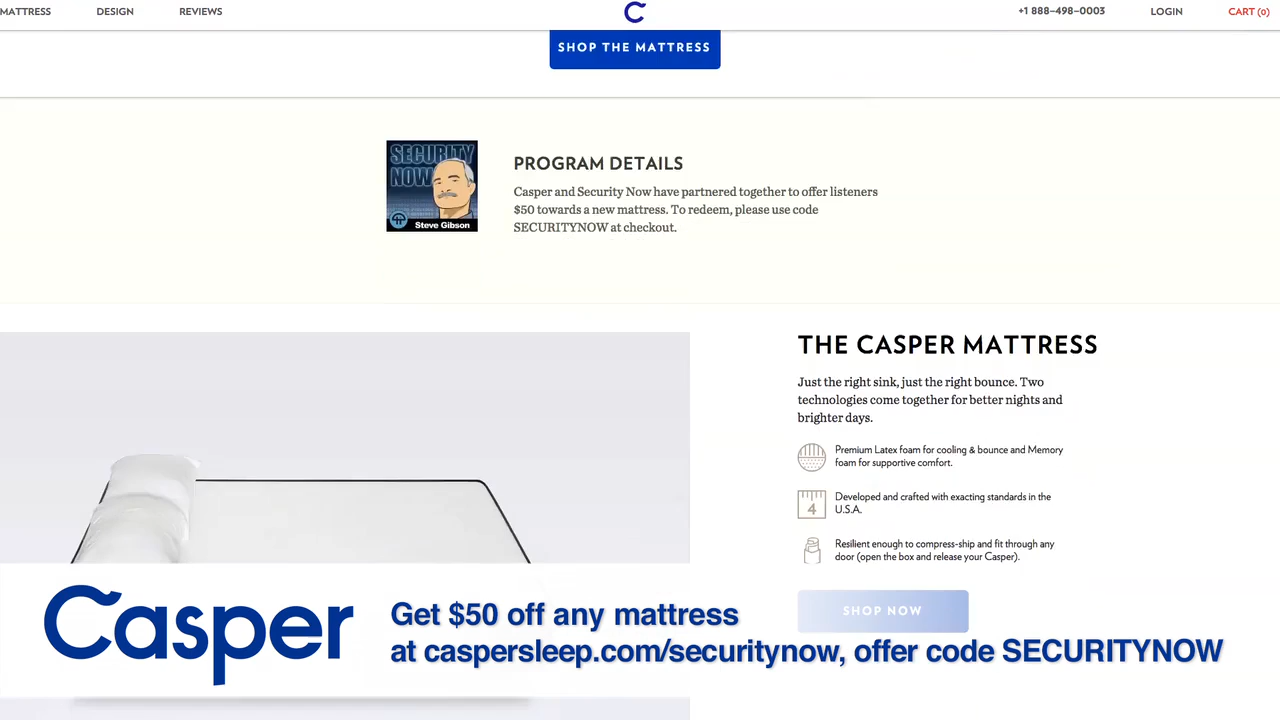 MATTRESS DESIGN REVIEWS C +1 888-498-0003 LOGIN CART (0)
SHOP THE MATTRESS
SECURITY
NOW
Steve Gibson
PROGRAM DETAILS
Casper and Security Now have partnered together to offer listeners
$50 towards a new mattress. To redeem, please use code
SECURITYNOW at checkout.
THE CASPER MATTRESS
Just the right sink, just the right bounce. Two
technologies come together for better nights and
brighter days.
Premium Latex foam for cooling & bounce and Memory
foam for supportive comfort.
4
Developed and crafted with exacting standards in the
U.S.A.
Resilient enough to compress-ship and fit through any
door (open the box and release your Casper).
SHOP NOW
Casper
Get $50 off any mattress
at caspersleep.com/securitynow, offer code SECURITYNOW